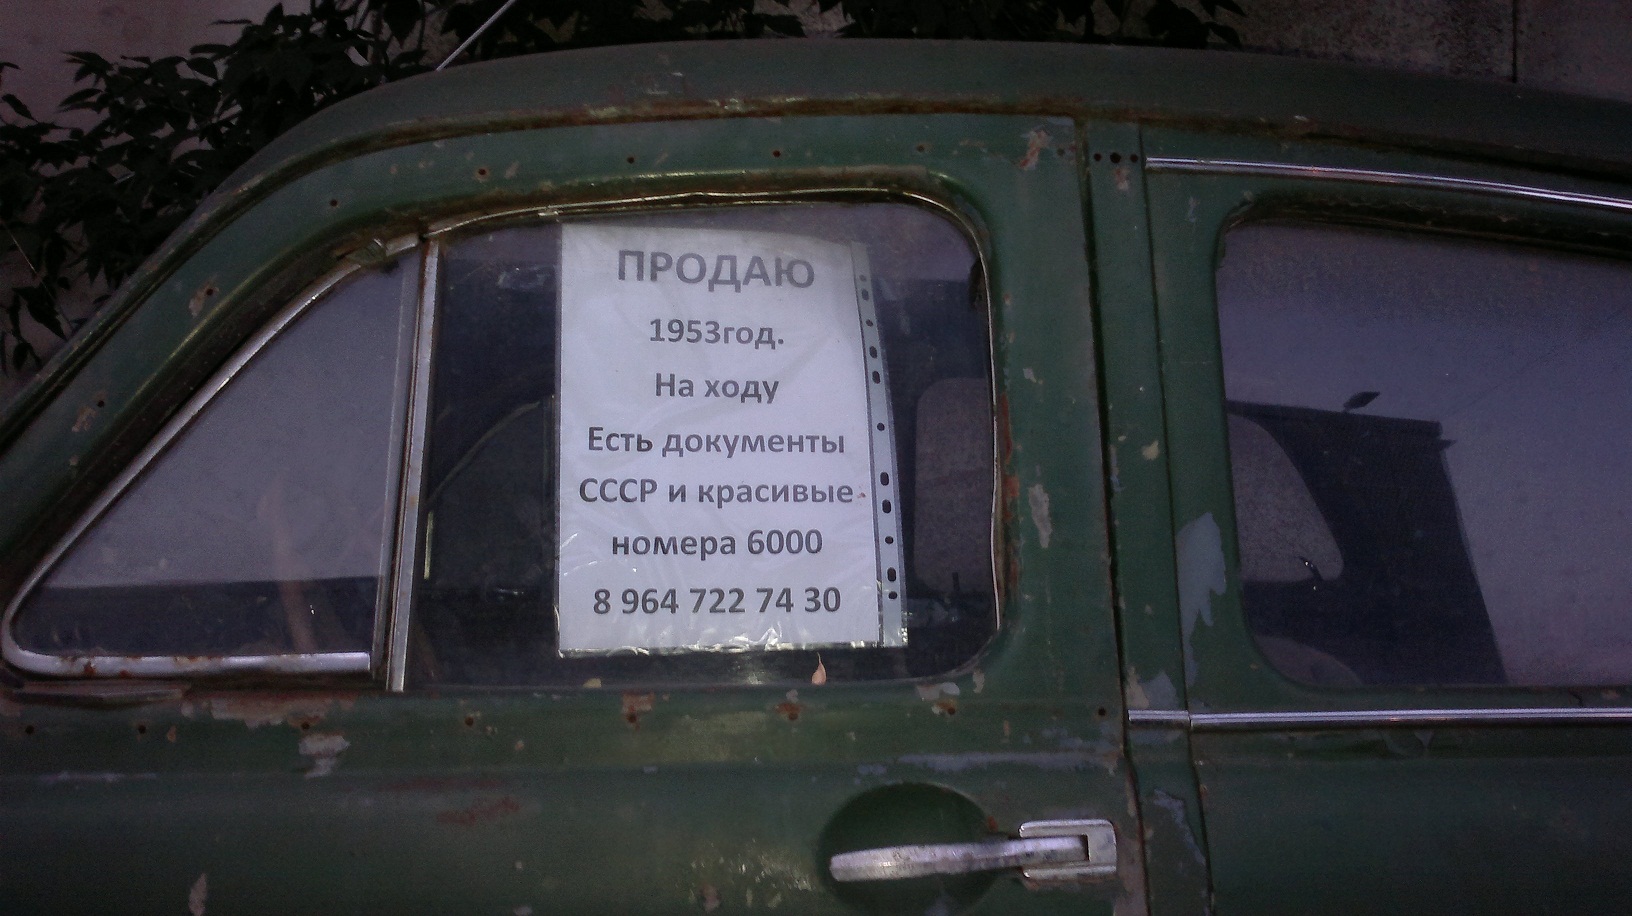 ПРОДАЮ
1953год.
На ходу
Есть документы
СССР и красивые
номера 6000
8 964 722 74 30